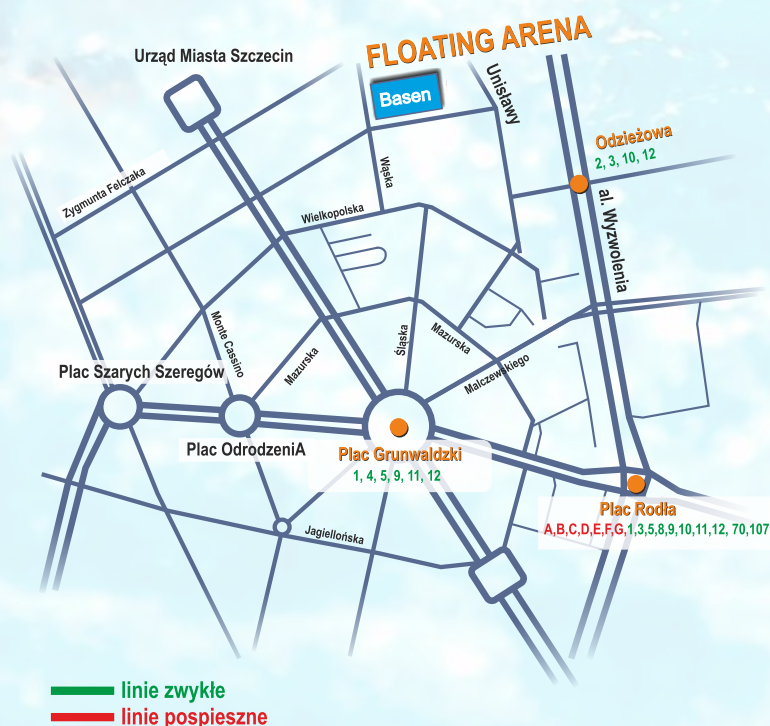 FLOATING ARENA
Urząd Miasta Szczecin
Unisławy
Basen
Odzieżowa
2, 3, 10, 12
Wąska
Zygmunta Felczaka
al. Wyzwolenia
Wielkopolska
Monte Cassino
Śląska
Mazurska
Mazurska
Malczewskiego
Plac Szarych Szeregów
Plac OdrodzeniA
Plac Grunwaldzki
1, 4, 5, 9, 11, 12
Plac Rodła
A,B,C,D,E,F,G,1,3,5,8,9,10,11,12, 70,107
Jagiellońska
linie zwykłe
linie pospieszne